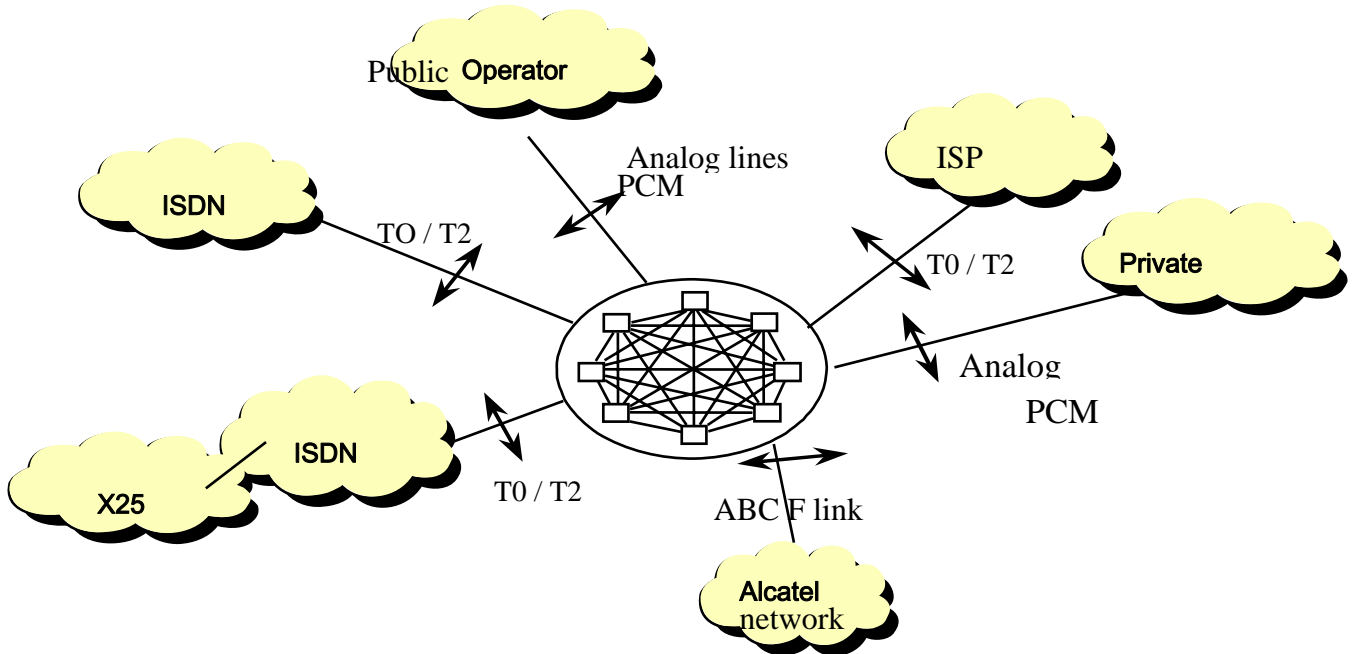 Public Operator
Analog lines
PCM
ISP
ISDN
TO / T2
T0 / T2
Private
Analog
PCM
ISDN
X25
T0 / T2
ABC F link
Alcatel
network